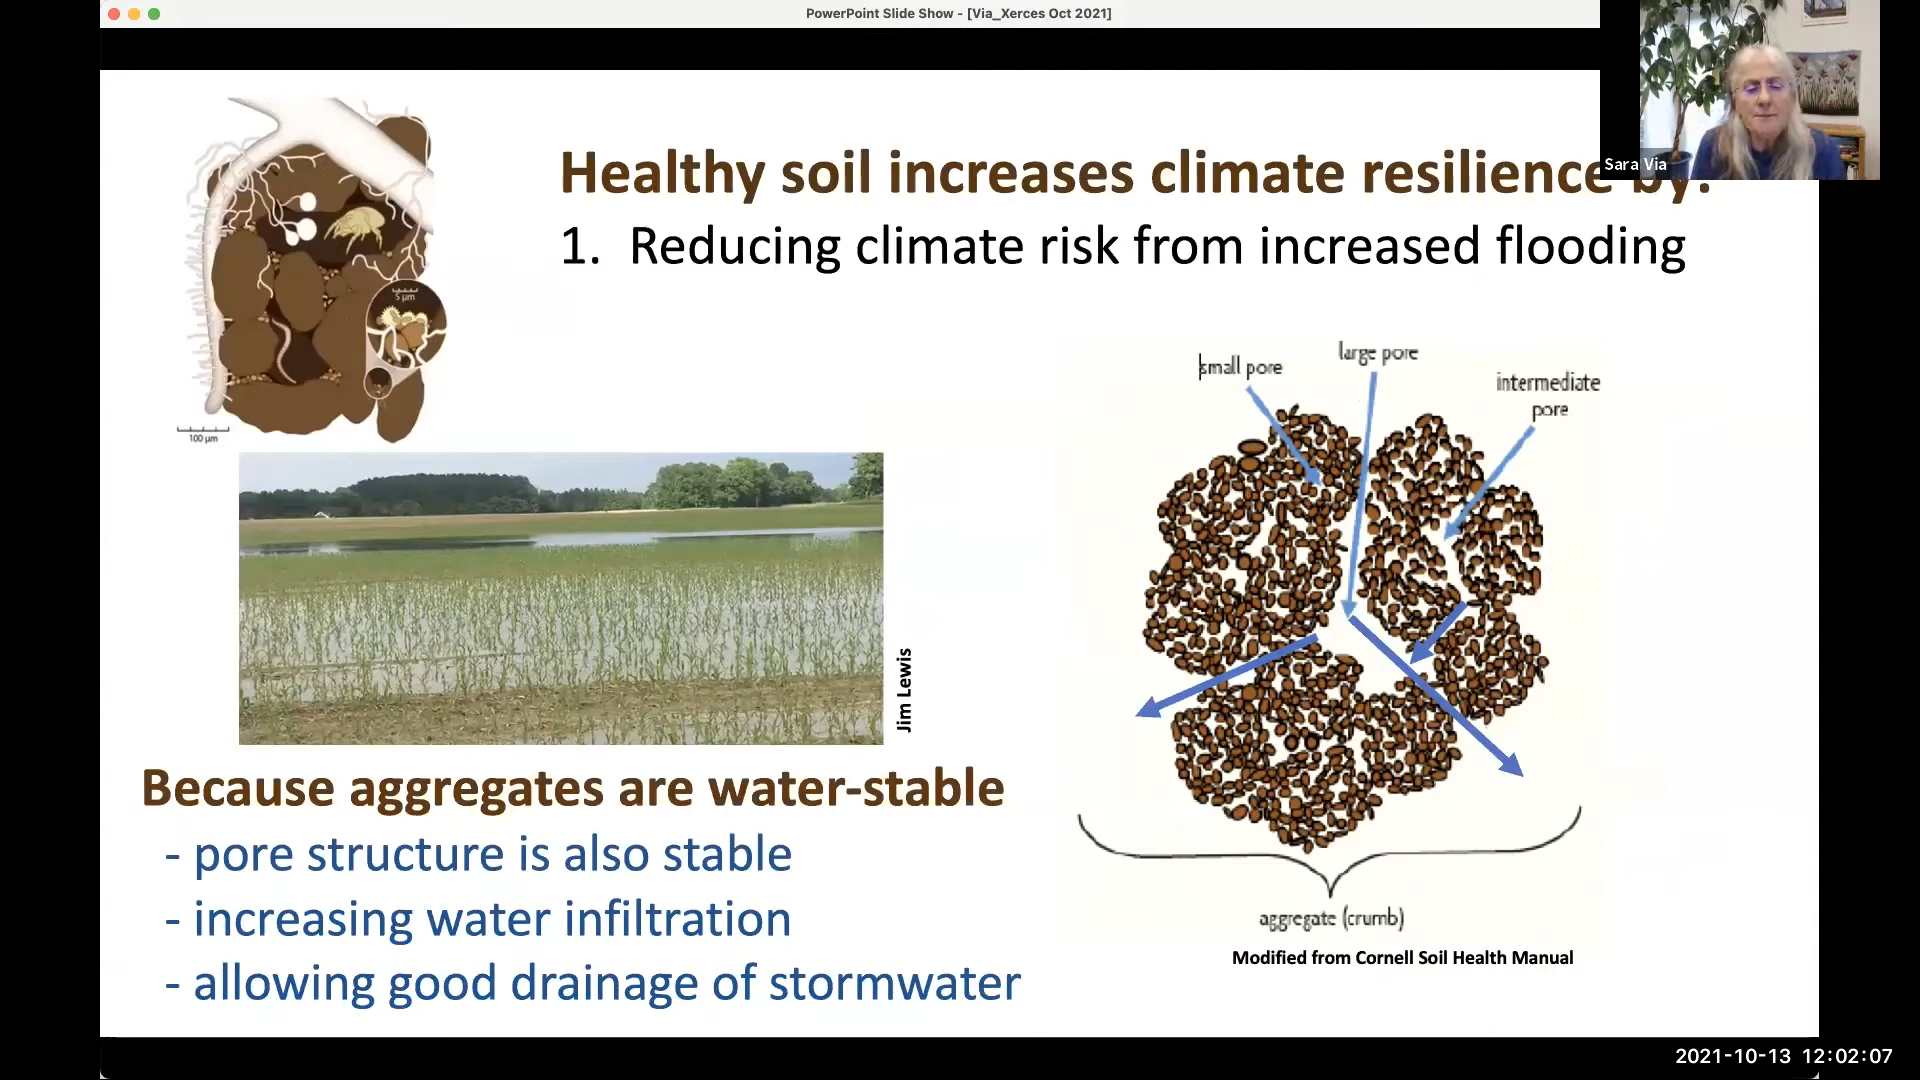 PowerPoint Slide Show - [Via_Xerces Oct 2021]
Sara Via
Healthy soil increases climate resilience by:
1. Reducing climate risk from increased flooding
5 µm
100 µm
small pore
large pore
intermediate
pore
Jim Lewis
Because aggregates are water-stable
- pore structure is also stable
- increasing water infiltration
- allowing good drainage of stormwater
aggregate (crumb)
Modified from Cornell Soil Health Manual
2021-10-13 12:02:07